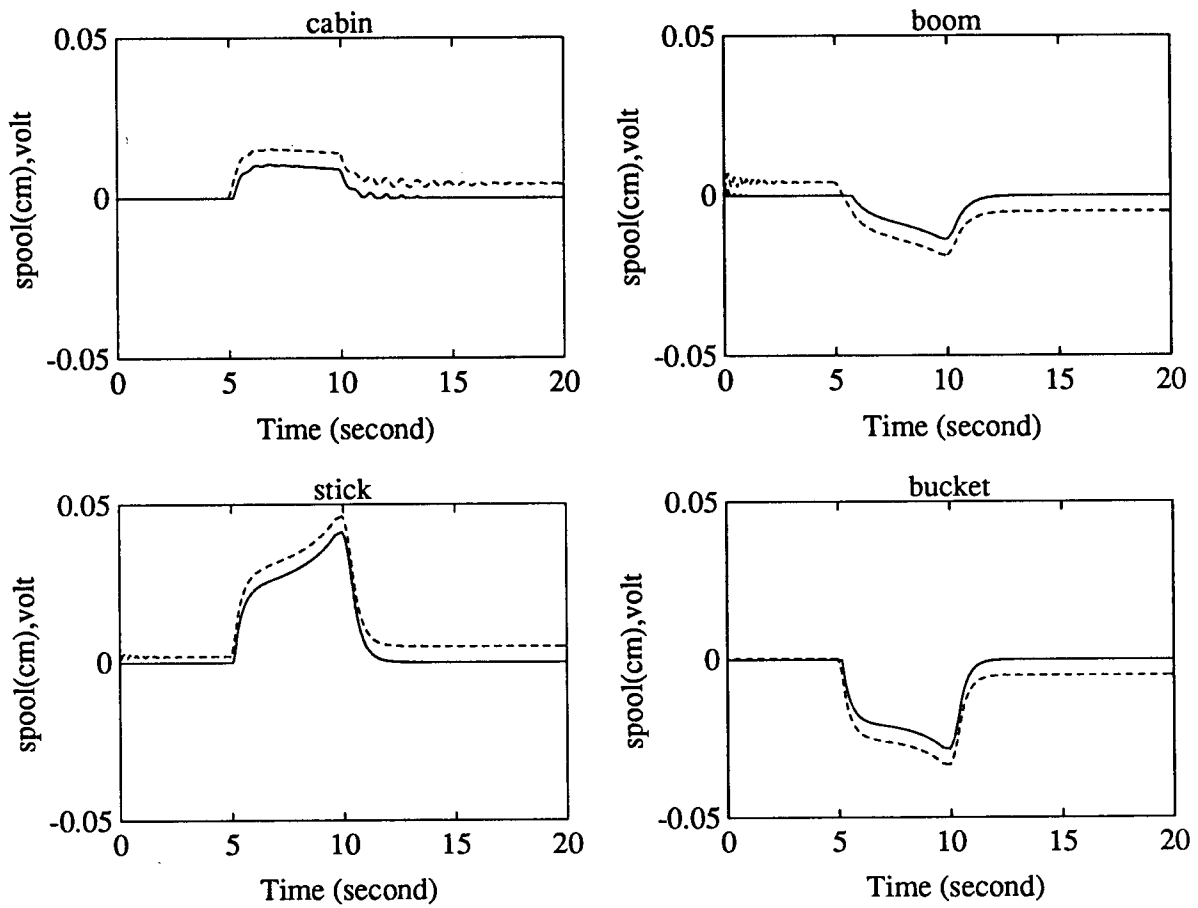 cabin
0.05
0
-0.05
spool(cm),volt
0 5 10 15 20
Time (second)
boom
0.05
0
-0.05
spool(cm),volt
0 5 10 15 20
Time (second)
stick
0.05
0
-0.05
spool(cm),volt
0 5 10 15 20
Time (second)
bucket
0.05
0
-0.05
spool(cm),volt
0 5 10 15 20
Time (second)